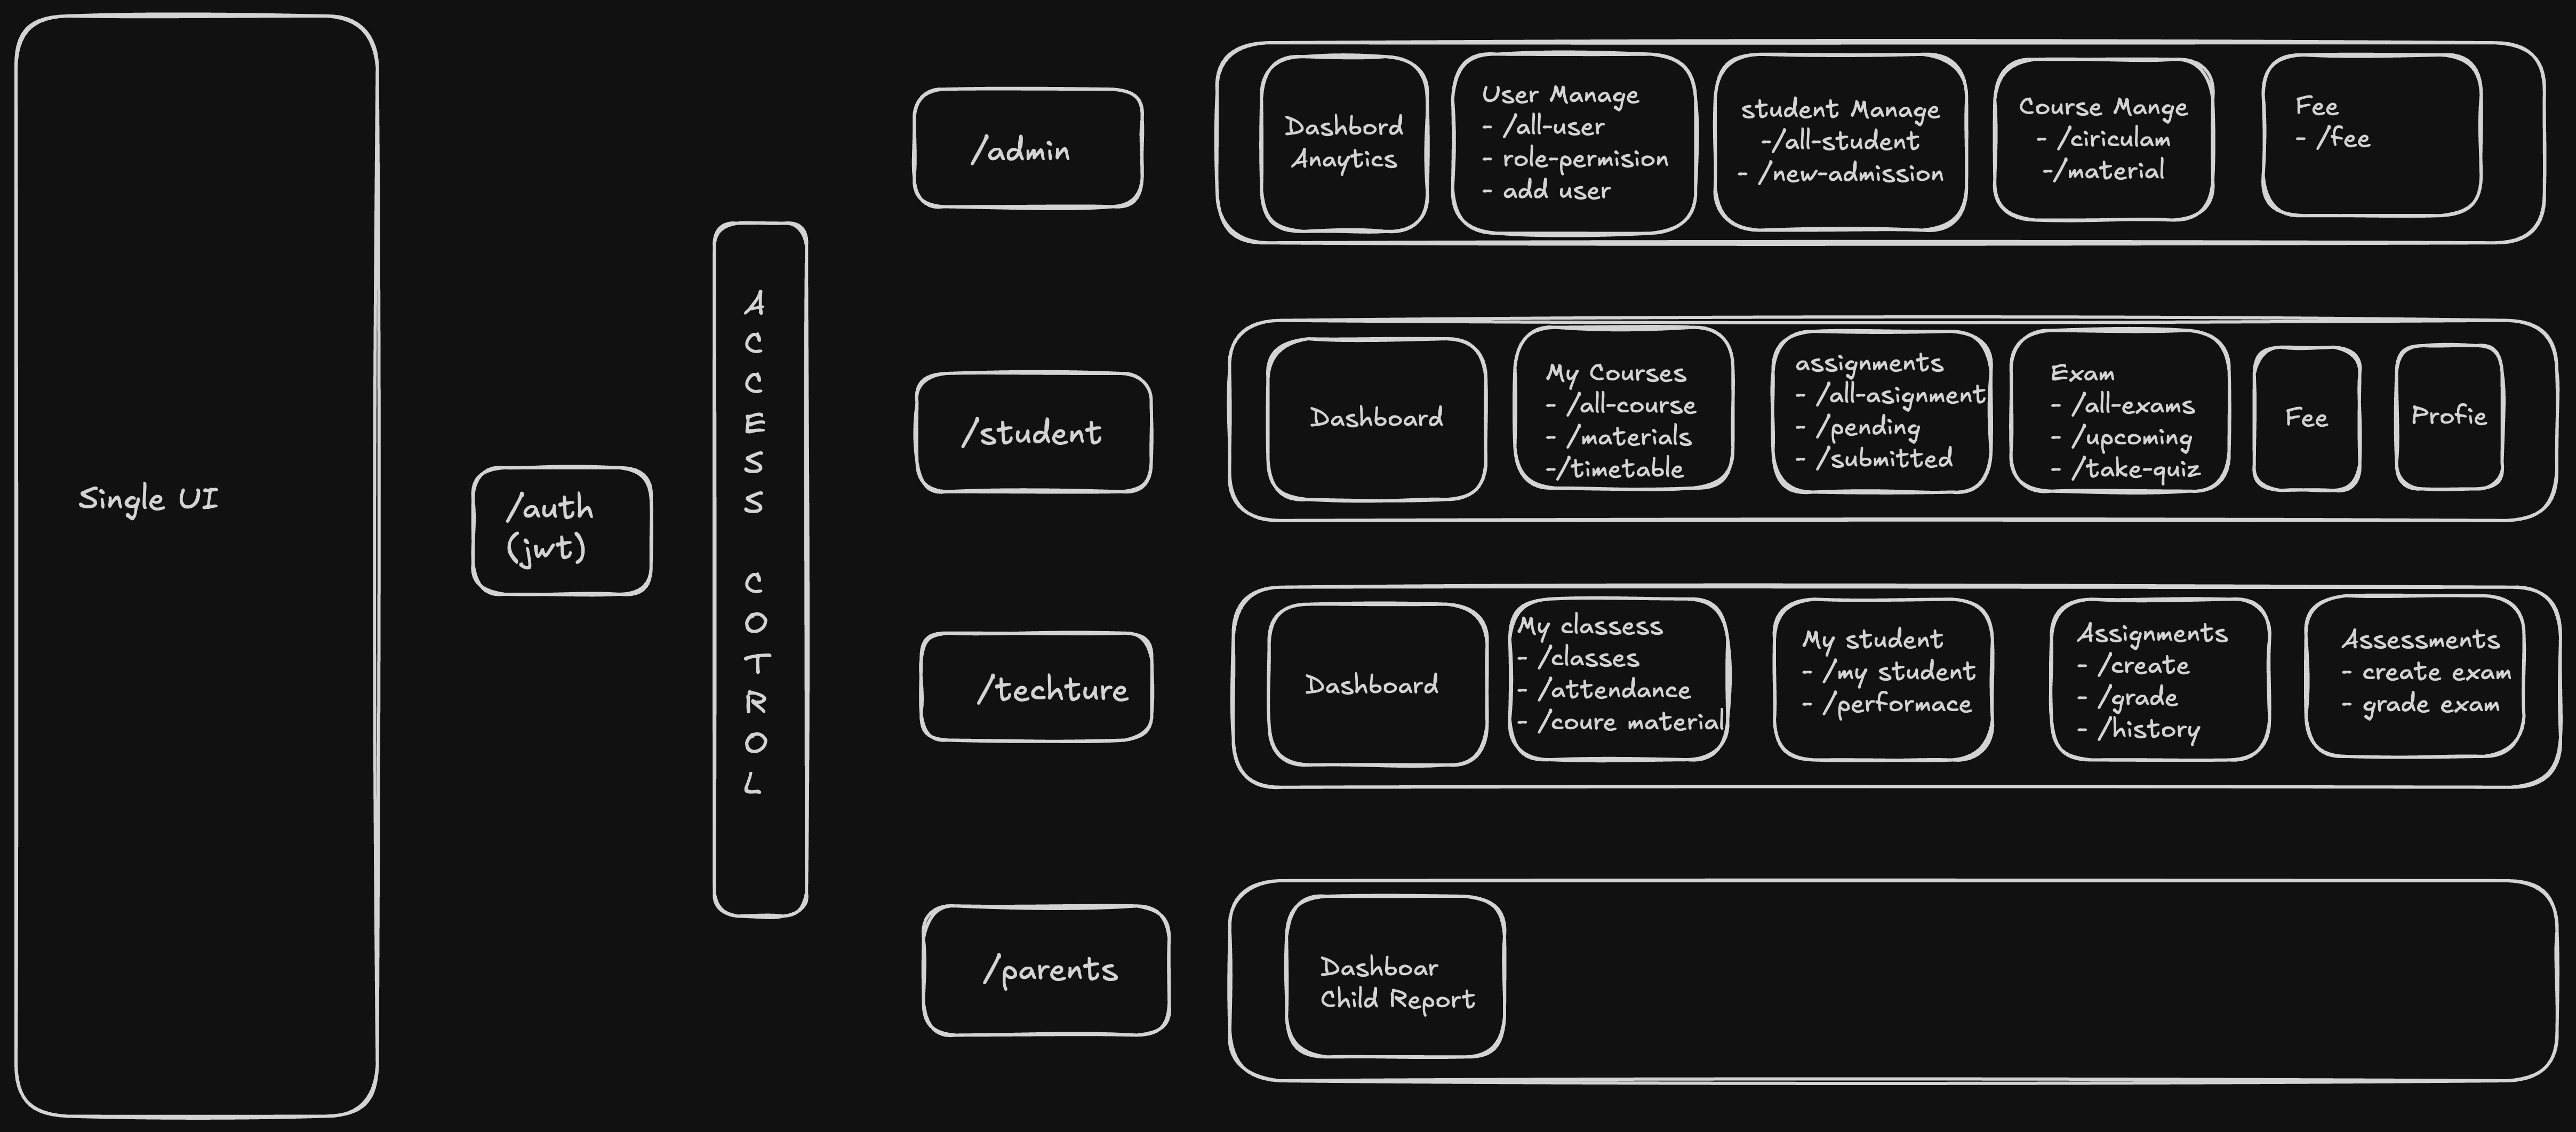 Single UI
/auth
(jwt)
A
C
C
E
S
S
C
O
T
R
O
L
/admin
Dashbord
Anaytics
User Manage
- /all-user
- role-permision
- add user
student Manage
-/all-student
- /new-admission
Course Mange
- /ciriculam
-/material
Fee
- /fee
/student
Dashboard
My Courses
- /all-course
- /materials
-/timetable
assignments
- /all-asignment
- /pending
- /submitted
Exam
- /all-exams
- /upcoming
- /take-quiz
Fee
Profie
/techture
Dashboard
My classess
- /classes
- /attendance
- /coure material
My student
- /my student
- /performace
Assignments
- /create
- /grade
- /history
Assessments
- create exam
- grade exam
/parents
Dashboar
Child Report